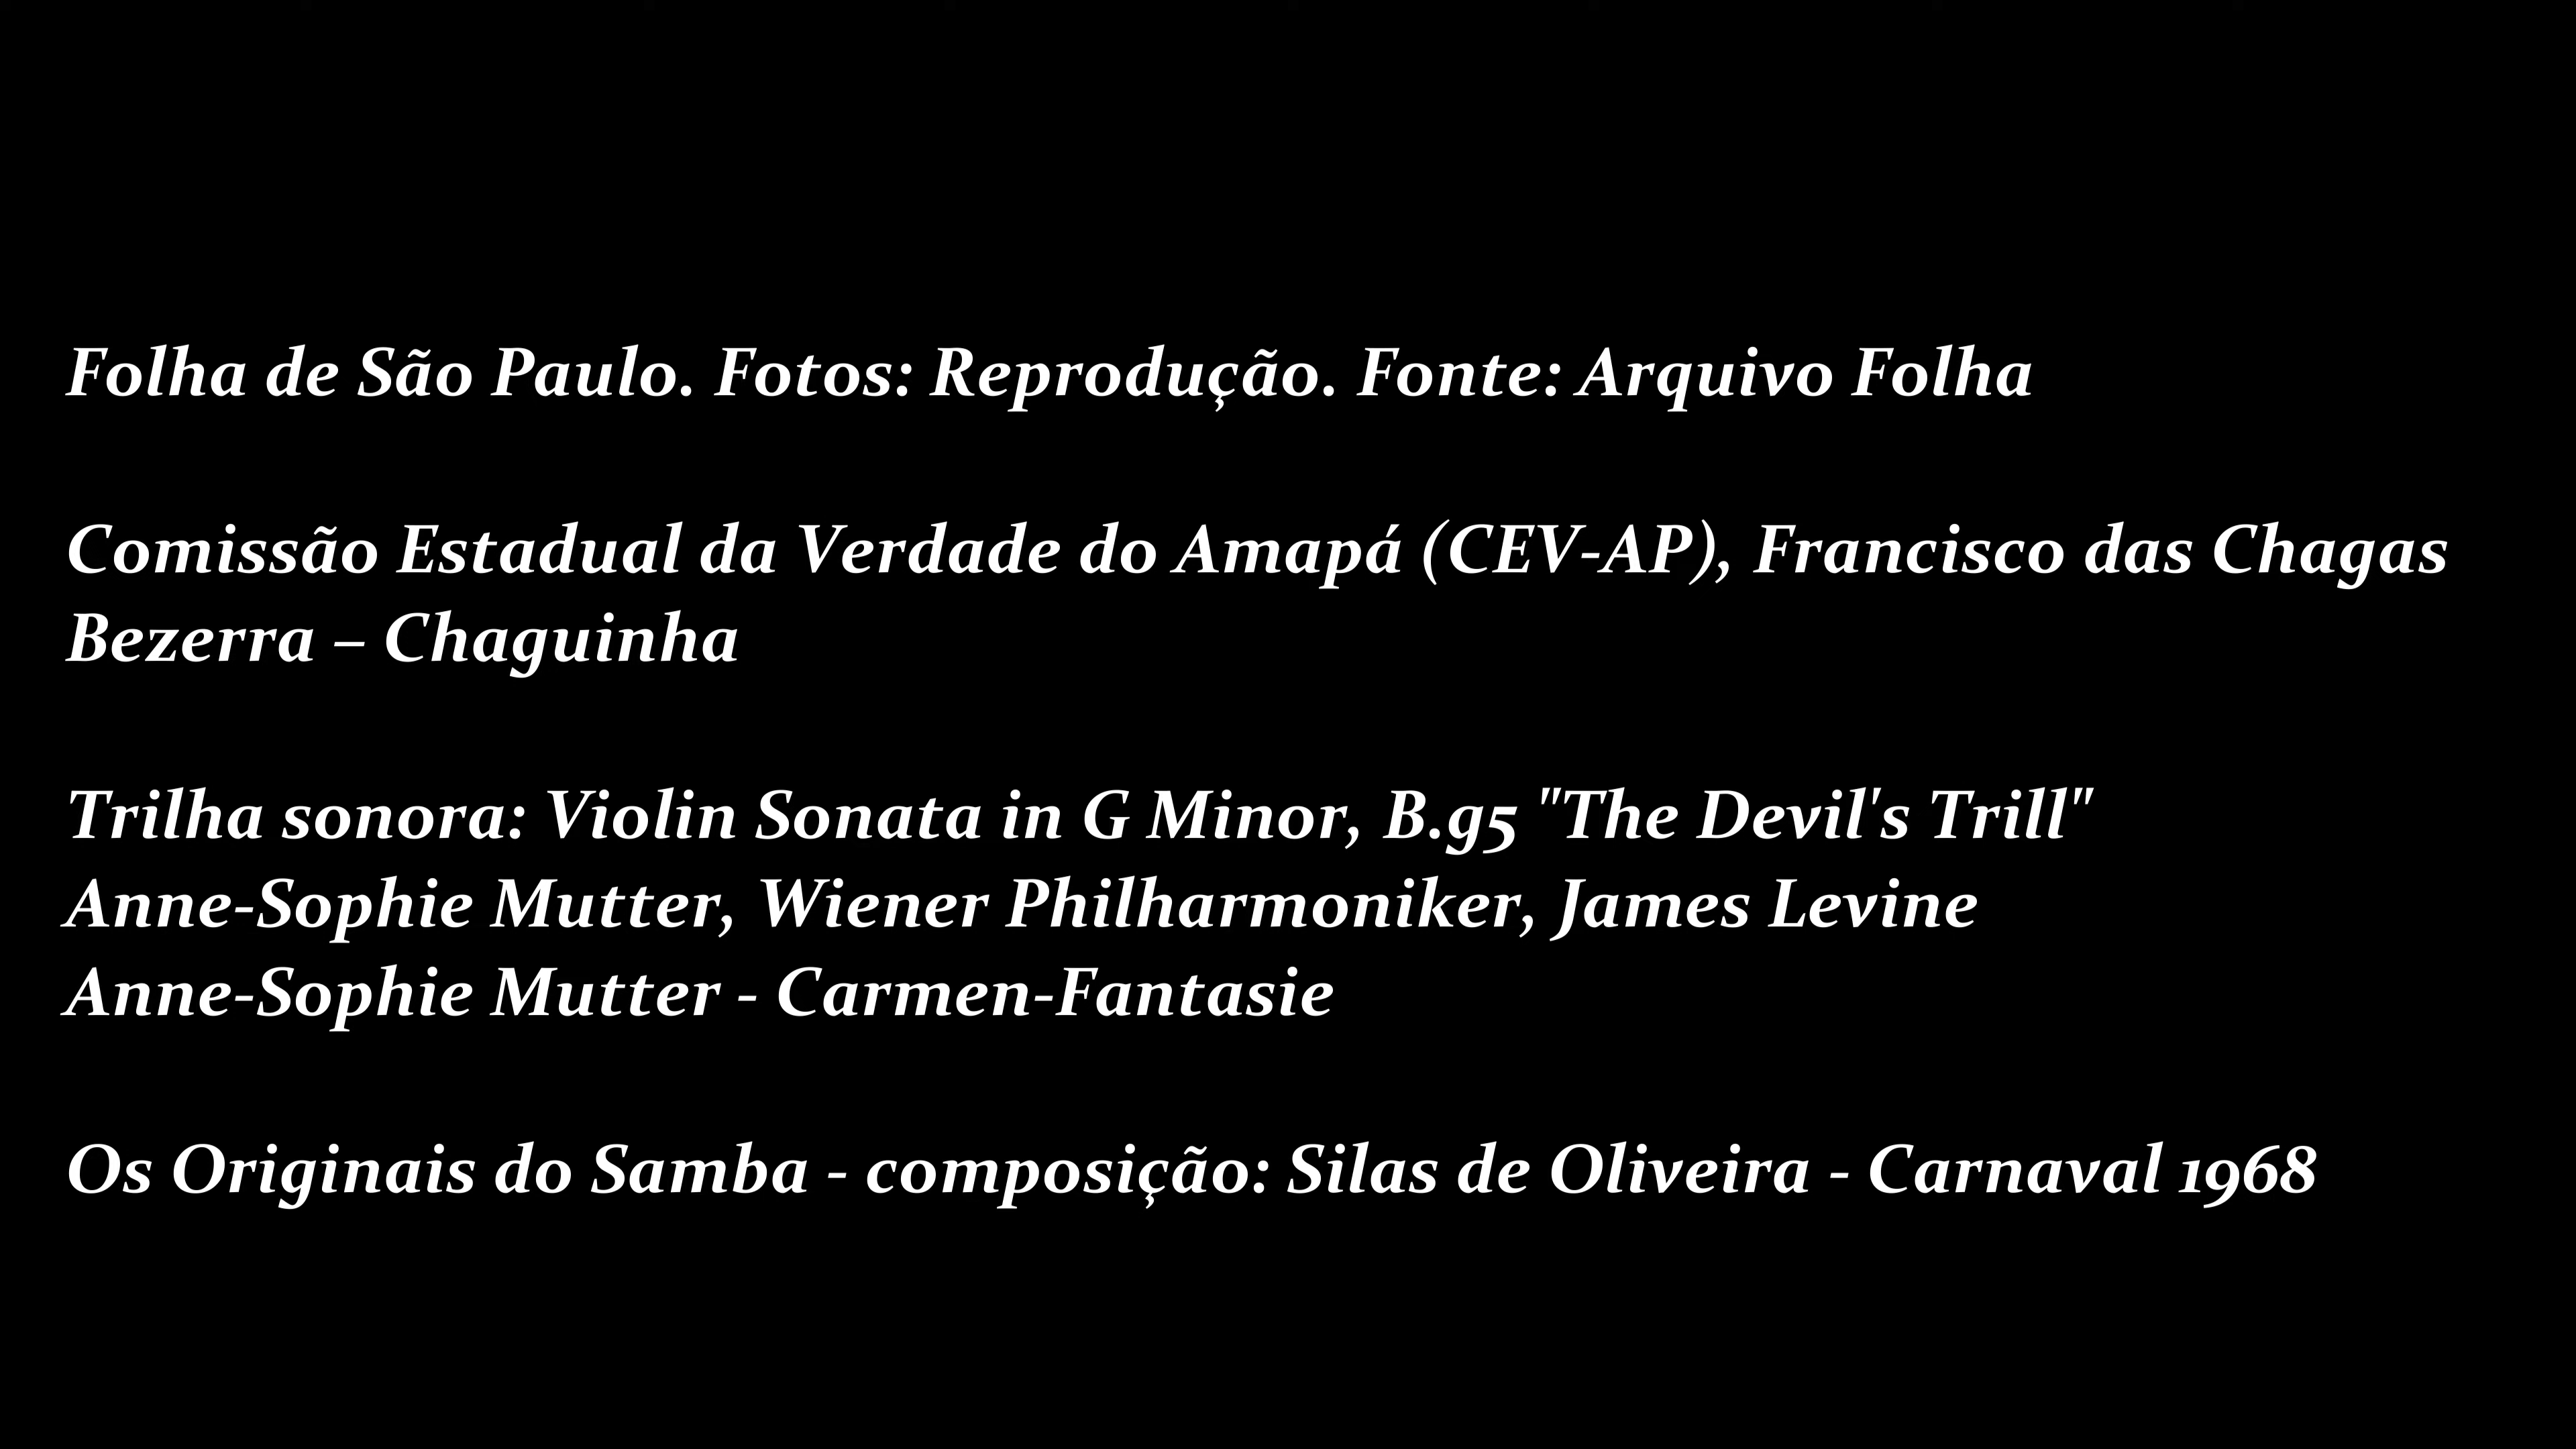 Folha de São Paulo. Fotos: Reprodução. Fonte: Arquivo Folha
Comissão Estadual da Verdade do Amapá (CEV-AP), Francisco das Chagas
Bezerra – Chaguinha
Trilha sonora: Violin Sonata in G Minor, B.g5 "The Devil's Trill"
Anne-Sophie Mutter, Wiener Philharmoniker, James Levine
Anne-Sophie Mutter - Carmen-Fantasie
Os Originais do Samba - composição: Silas de Oliveira - Carnaval 1968